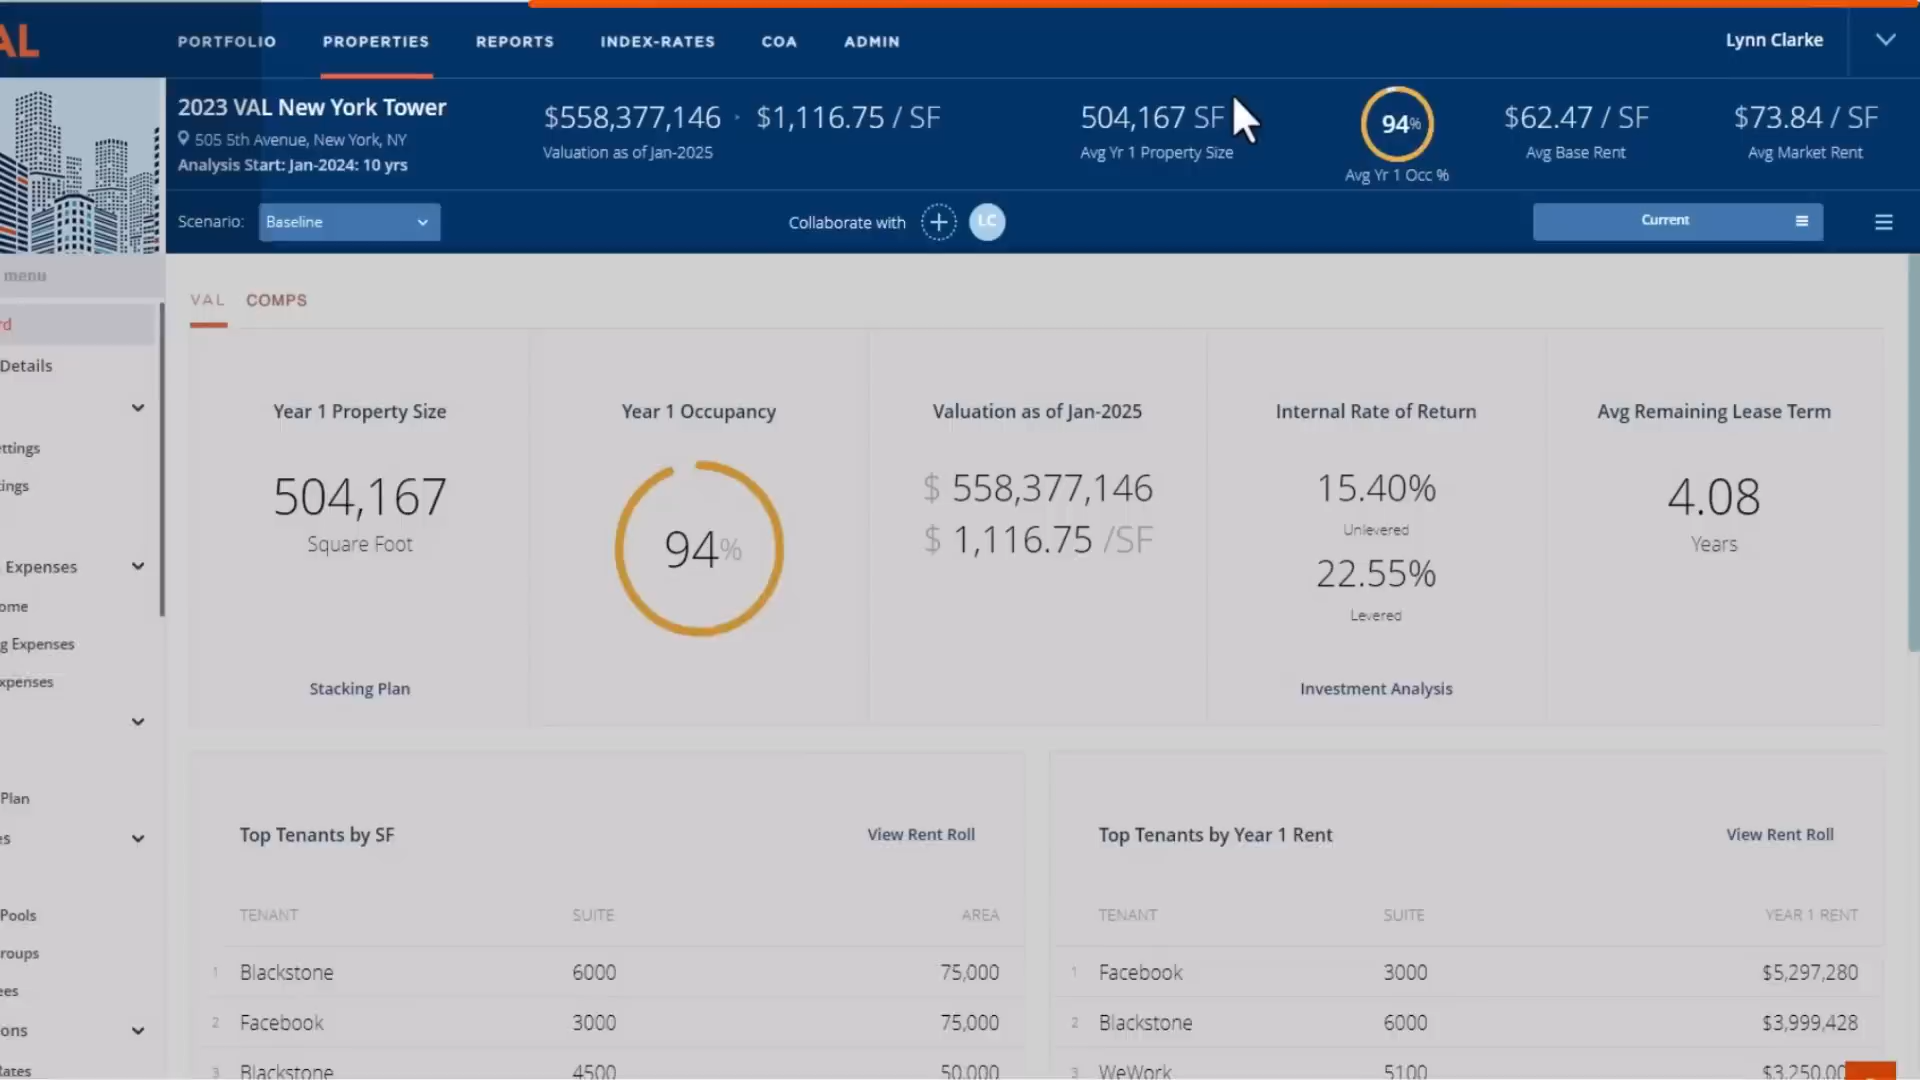 AL
PORTFOLIO PROPERTIES REPORTS INDEX-RATES COA ADMIN
Lynn Clarke
2023 VAL New York Tower
505 5th Avenue, New York, NY
Analysis Start: Jan-2024: 10 yrs
$558,377,146 · $1,116.75 / SF
Valuation as of Jan-2025
504,167 SF
Avg Yr 1 Property Size
94%
Avg Yr 1 Occ %
$62.47 / SF
Avg Base Rent
$73.84 / SF
Avg Market Rent
Scenario: Baseline
Collaborate with + LC
Current
menu
rd
Details
ettings
ings
Expenses
ome
g Expenses
xpenses
Plan
es
Pools
roups
ees
ons
Rates
VAL COMPS
Year 1 Property Size
504,167
Square Foot
Stacking Plan
Year 1 Occupancy
94%
Valuation as of Jan-2025
$ 558,377,146
$ 1,116.75 /SF
Internal Rate of Return
15.40%
Unlevered
22.55%
Levered
Investment Analysis
Avg Remaining Lease Term
4.08
Years
Top Tenants by SF View Rent Roll
TENANT SUITE AREA
1 Blackstone 6000 75,000
2 Facebook 3000 75,000
3 Blackstone 4500 50,000
Top Tenants by Year 1 Rent View Rent Roll
TENANT SUITE YEAR 1 RENT
1 Facebook 3000 $5,297,280
2 Blackstone 6000 $3,999,428
3 WeWork 5100 $3,250,00